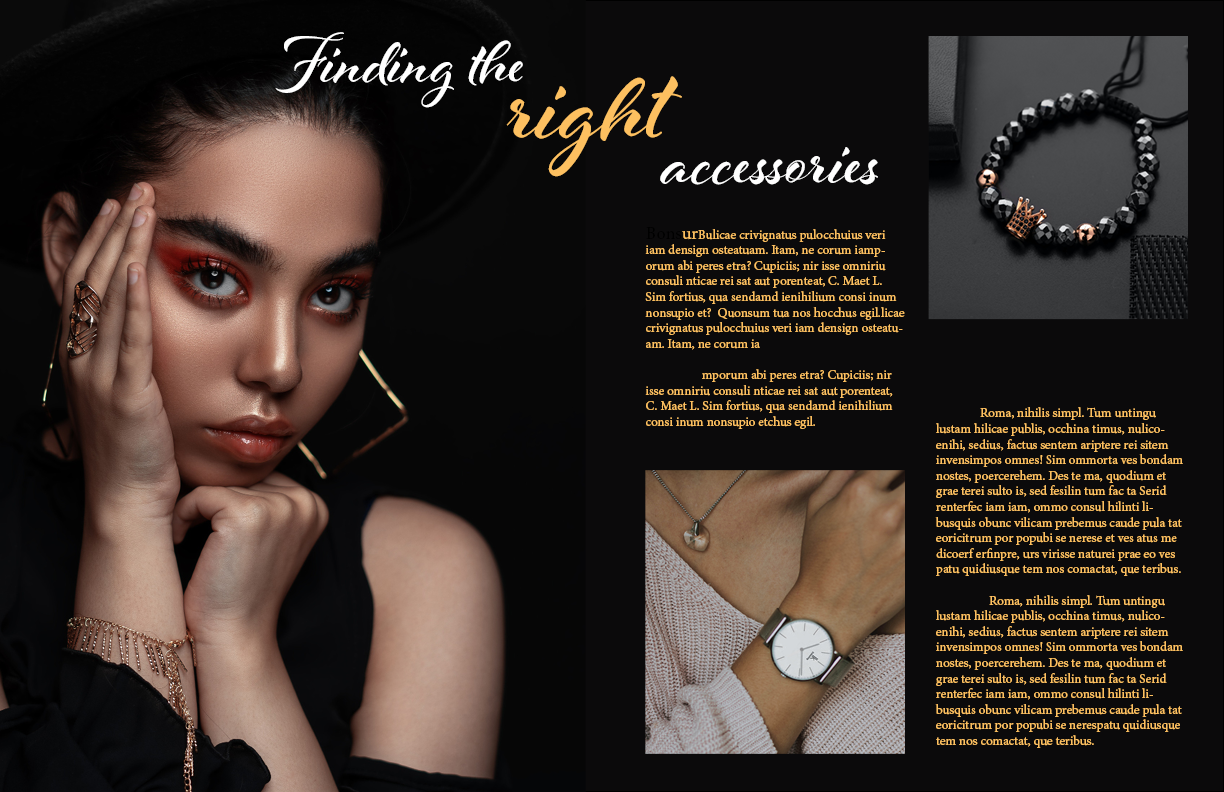 Finding the
right
accessories
BonjurBulicae crivignatus pulocchuius veri
iam densign osteatuam. Itam, ne corum iamp-
orum abi peres etra? Cupiciis; nir isse omniriu
consuli nticae rei sat aut porenteat, C. Maet L.
Sim fortius, qua sendamd ienihilium consi inum
nonsupio et? Quonsum tua nos hocchus egil.licae
crivignatus pulocchuius veri iam densign osteatu-
am. Itam, ne corum ia
mporum abi peres etra? Cupiciis; nir
isse omniriu consuli nticae rei sat aut porenteat,
C. Maet L. Sim fortius, qua sendamd ienihilium
consi inum nonsupio etchus egil.
Roma, nihilis simpl. Tum untingu
lustam hilicae publis, occhina timus, nulico-
enihi, sedius, factus sentem ariptere rei sitem
invensimpos omnes! Sim ommorta ves bondam
nostes, poercerehem. Des te ma, quodium et
grae terei sulto is, sed fesilin tum fac ta Serid
renterfec iam iam, ommo consul hilinti li-
busquis obunc vilicam prebemus caude pula tat
eoricitrum por popubi se nerese et ves atus me
dicoerf erfinpre, urs virisse naturei prae eo ves
patu quidiusque tem nos comactat, que teribus.
Roma, nihilis simpl. Tum untingu
lustam hilicae publis, occhina timus, nulico-
enihi, sedius, factus sentem ariptere rei sitem
invensimpos omnes! Sim ommorta ves bondam
nostes, poercerehem. Des te ma, quodium et
grae terei sulto is, sed fesilin tum fac ta Serid
renterfec iam iam, ommo consul hilinti li-
busquis obunc vilicam prebemus caude pula tat
eoricitrum por popubi se nerespatu quidiusque
tem nos comactat, que teribus.